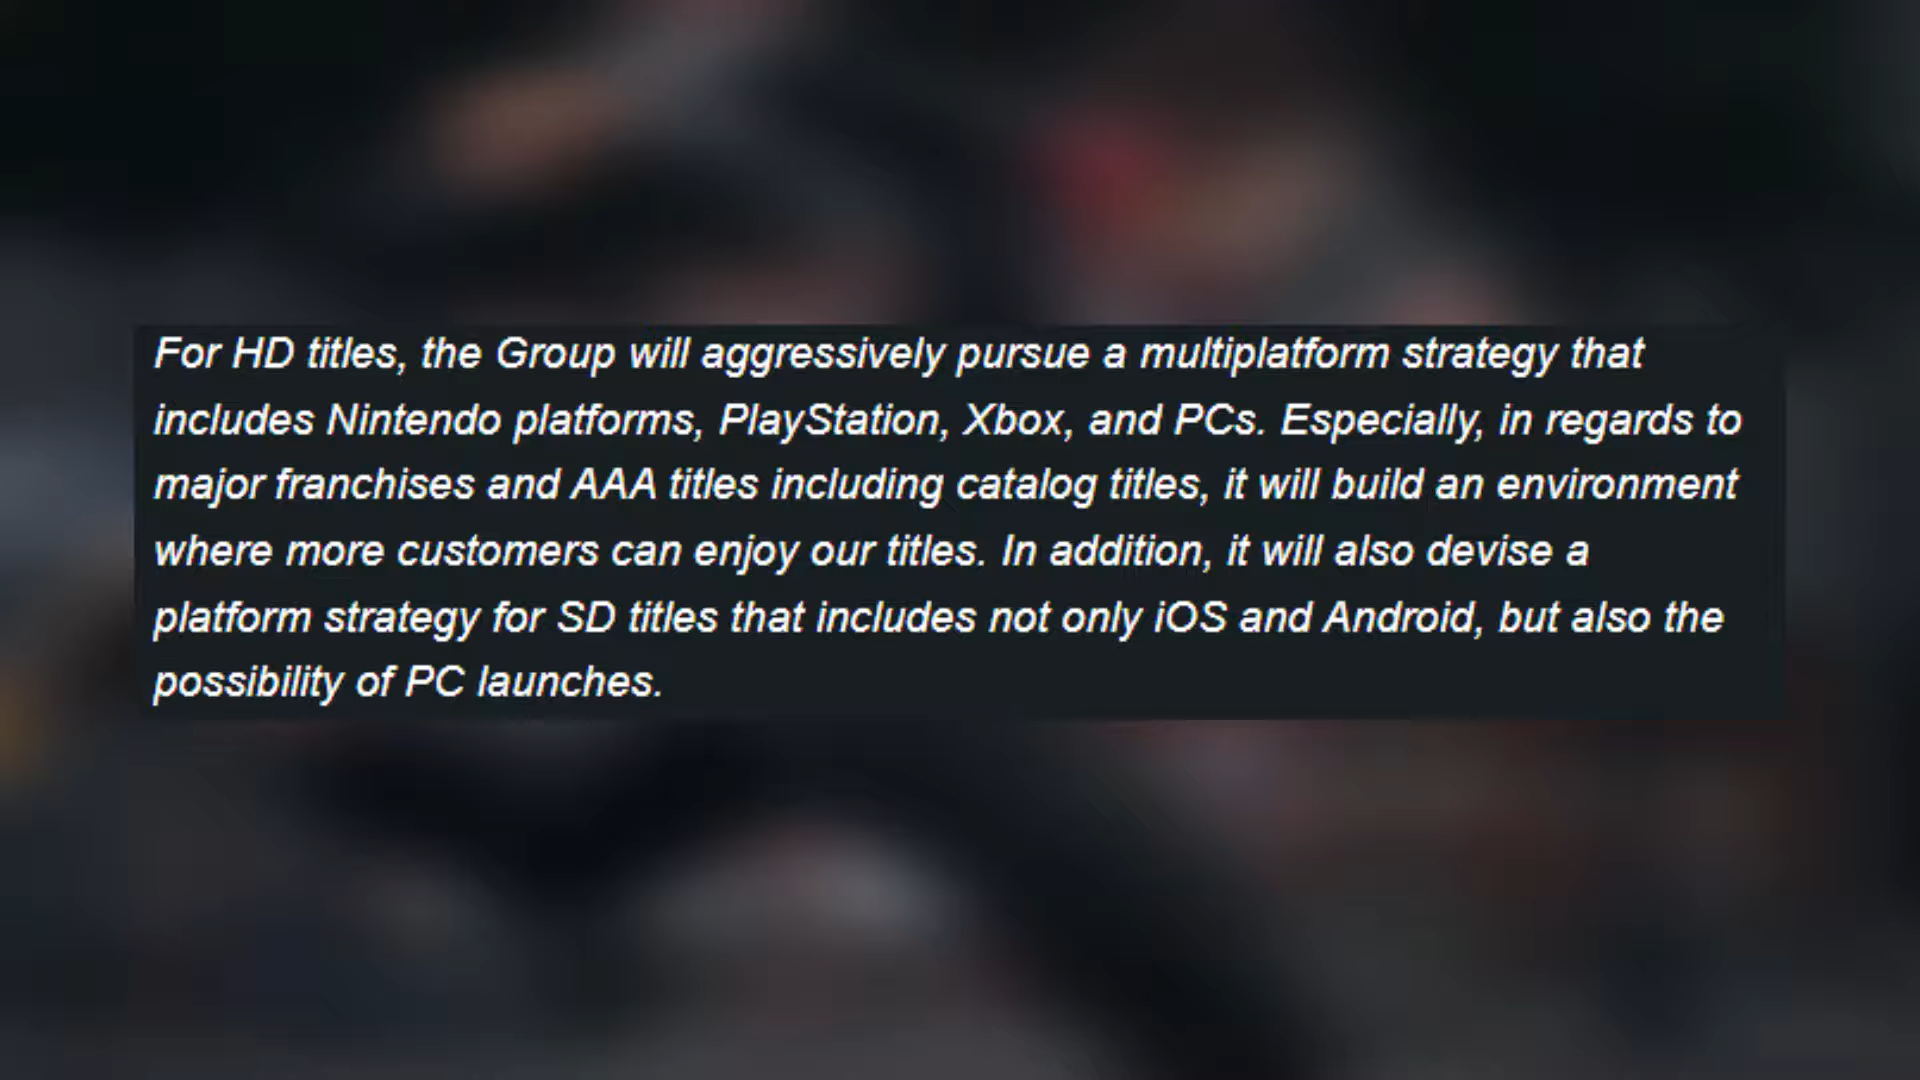 For HD titles, the Group will aggressively pursue a multiplatform strategy that
includes Nintendo platforms, PlayStation, Xbox, and PCs. Especially, in regards to
major franchises and AAA titles including catalog titles, it will build an environment
where more customers can enjoy our titles. In addition, it will also devise a
platform strategy for SD titles that includes not only iOS and Android, but also the
possibility of PC launches.